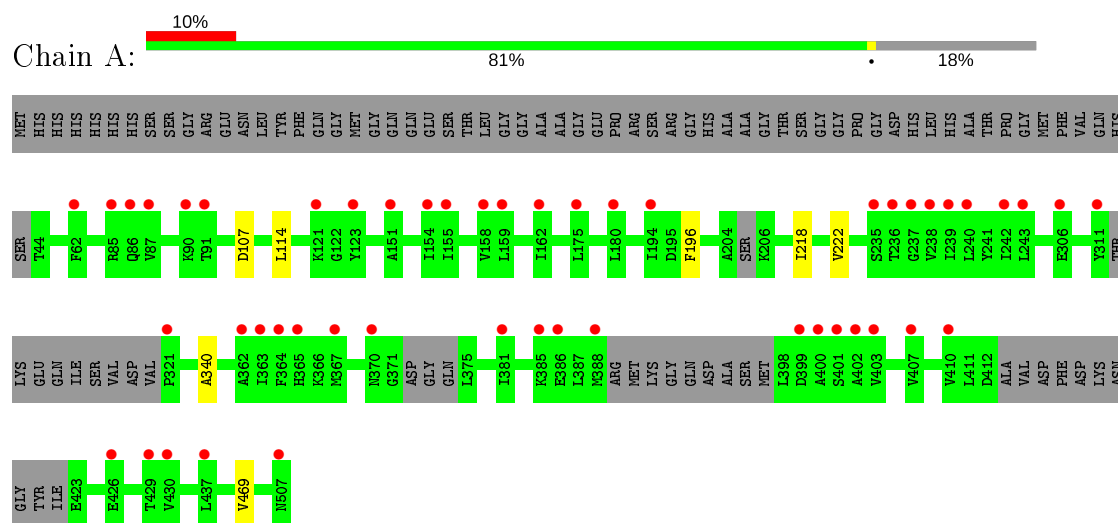 10%
Chain A:
81% • 18%
MET HIS HIS HIS HIS HIS HIS SER SER GLY ARG GLU ASN LEU TYR PHE GLN GLY MET GLY GLN GLN GLU SER THR LEU GLY GLY ALA ALA GLY GLU PRO ARG SER ARG GLY HIS ALA ALA GLY THR SER GLY GLY PRO GLY ASP HIS LEU HIS ALA THR PRO GLY MET PHE VAL GLN HIS
SER T44 F62 R85 Q86 V87 K90 T91 D107 L114 K121 G122 Y123 A151 I154 I155 V158 L159 I162 L175 L180 I194 D195 F196 A204 SER K206 I218 V222 S235 T236 G237 V238 I239 L240 Y241 I242 L243 E306 Y311 THR
LYS GLU GLN ILE SER VAL ASP VAL P321 A340 A362 I363 F364 H365 K366 M367 N370 G371 ASP GLY GLN L375 I381 K385 E386 L387 M388 ARG MET LYS GLY GLN ASP ALA SER MET L398 D399 A400 S401 A402 V403 V407 V410 L411 D412 ALA VAL ASP PHE ASP LYS ASN
GLY TYR ILE E423 E426 T429 V430 L437 V469 N507